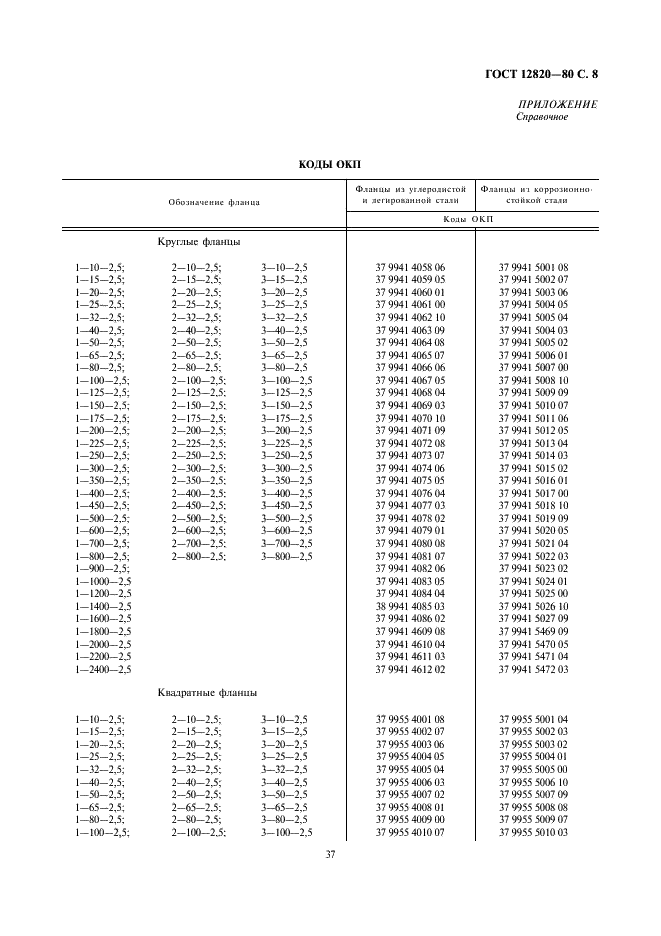 ГОСТ 12820—80 С. 8
ПРИЛОЖЕНИЕ
Справочное
КОДЫ ОКП
Обозначение фланца
Фланцы из углеродистой
и легированной стали
Фланцы из коррозионно-
стойкой стали
Коды ОКП
Круглые фланцы
1—10—2,5; 2—10—2,5; 3—10—2,5 37 9941 4058 06 37 9941 5001 08
1—15—2,5; 2—15—2,5; 3—15—2,5 37 9941 4059 05 37 9941 5002 07
1—20—2,5; 2—20—2,5; 3—20—2,5 37 9941 4060 01 37 9941 5003 06
1—25—2,5; 2—25—2,5; 3—25—2,5 37 9941 4061 00 37 9941 5004 05
1—32—2,5; 2—32—2,5; 3—32—2,5 37 9941 4062 10 37 9941 5005 04
1—40—2,5; 2—40—2,5; 3—40—2,5 37 9941 4063 09 37 9941 5004 03
1—50—2,5; 2—50—2,5; 3—50—2,5 37 9941 4064 08 37 9941 5005 02
1—65—2,5; 2—65—2,5; 3—65—2,5 37 9941 4065 07 37 9941 5006 01
1—80—2,5; 2—80—2,5; 3—80—2,5 37 9941 4066 06 37 9941 5007 00
1—100—2,5; 2—100—2,5; 3—100—2,5 37 9941 4067 05 37 9941 5008 10
1—125—2,5; 2—125—2,5; 3—125—2,5 37 9941 4068 04 37 9941 5009 09
1—150—2,5; 2—150—2,5; 3—150—2,5 37 9941 4069 03 37 9941 5010 07
1—175—2,5; 2—175—2,5; 3—175—2,5 37 9941 4070 10 37 9941 5011 06
1—200—2,5; 2—200—2,5; 3—200—2,5 37 9941 4071 09 37 9941 5012 05
1—225—2,5; 2—225—2,5; 3—225—2,5 37 9941 4072 08 37 9941 5013 04
1—250—2,5; 2—250—2,5; 3—250—2,5 37 9941 4073 07 37 9941 5014 03
1—300—2,5; 2—300—2,5; 3—300—2,5 37 9941 4074 06 37 9941 5015 02
1—350—2,5; 2—350—2,5; 3—350—2,5 37 9941 4075 05 37 9941 5016 01
1—400—2,5; 2—400—2,5; 3—400—2,5 37 9941 4076 04 37 9941 5017 00
1—450—2,5; 2—450—2,5; 3—450—2,5 37 9941 4077 03 37 9941 5018 10
1—500—2,5; 2—500—2,5; 3—500—2,5 37 9941 4078 02 37 9941 5019 09
1—600—2,5; 2—600—2,5; 3—600—2,5 37 9941 4079 01 37 9941 5020 05
1—700—2,5; 2—700—2,5; 3—700—2,5 37 9941 4080 08 37 9941 5021 04
1—800—2,5; 2—800—2,5; 3—800—2,5 37 9941 4081 07 37 9941 5022 03
1—900—2,5; 37 9941 4082 06 37 9941 5023 02
1—1000—2,5 37 9941 4083 05 37 9941 5024 01
1—1200—2,5 37 9941 4084 04 37 9941 5025 00
1—1400—2,5 38 9941 4085 03 37 9941 5026 10
1—1600—2,5 37 9941 4086 02 37 9941 5027 09
1—1800—2,5 37 9941 4609 08 37 9941 5469 09
1—2000—2,5 37 9941 4610 04 37 9941 5470 05
1—2200—2,5 37 9941 4611 03 37 9941 5471 04
1—2400—2,5 37 9941 4612 02 37 9941 5472 03
Квадратные фланцы
1—10—2,5; 2—10—2,5; 3—10—2,5 37 9955 4001 08 37 9955 5001 04
1—15—2,5; 2—15—2,5; 3—15—2,5 37 9955 4002 07 37 9955 5002 03
1—20—2,5; 2—20—2,5; 3—20—2,5 37 9955 4003 06 37 9955 5003 02
1—25—2,5; 2—25—2,5; 3—25—2,5 37 9955 4004 05 37 9955 5004 01
1—32—2,5; 2—32—2,5; 3—32—2,5 37 9955 4005 04 37 9955 5005 00
1—40—2,5; 2—40—2,5; 3—40—2,5 37 9955 4006 03 37 9955 5006 10
1—50—2,5; 2—50—2,5; 3—50—2,5 37 9955 4007 02 37 9955 5007 09
1—65—2,5; 2—65—2,5; 3—65—2,5 37 9955 4008 01 37 9955 5008 08
1—80—2,5; 2—80—2,5; 3—80—2,5 37 9955 4009 00 37 9955 5009 07
1—100—2,5; 2—100—2,5; 3—100—2,5 37 9955 4010 07 37 9955 5010 03
37